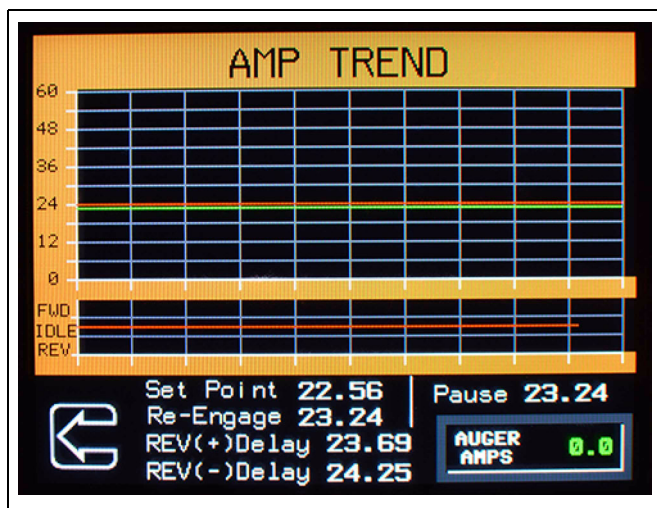 AMP TREND
60
48
36
24
12
0
FWD
IDLE
REV
Set Point 22.56
Re-Engage 23.24
REV(+)Delay 23.69
REV(-)Delay 24.25
Pause 23.24
AUGER
AMPS
0.0